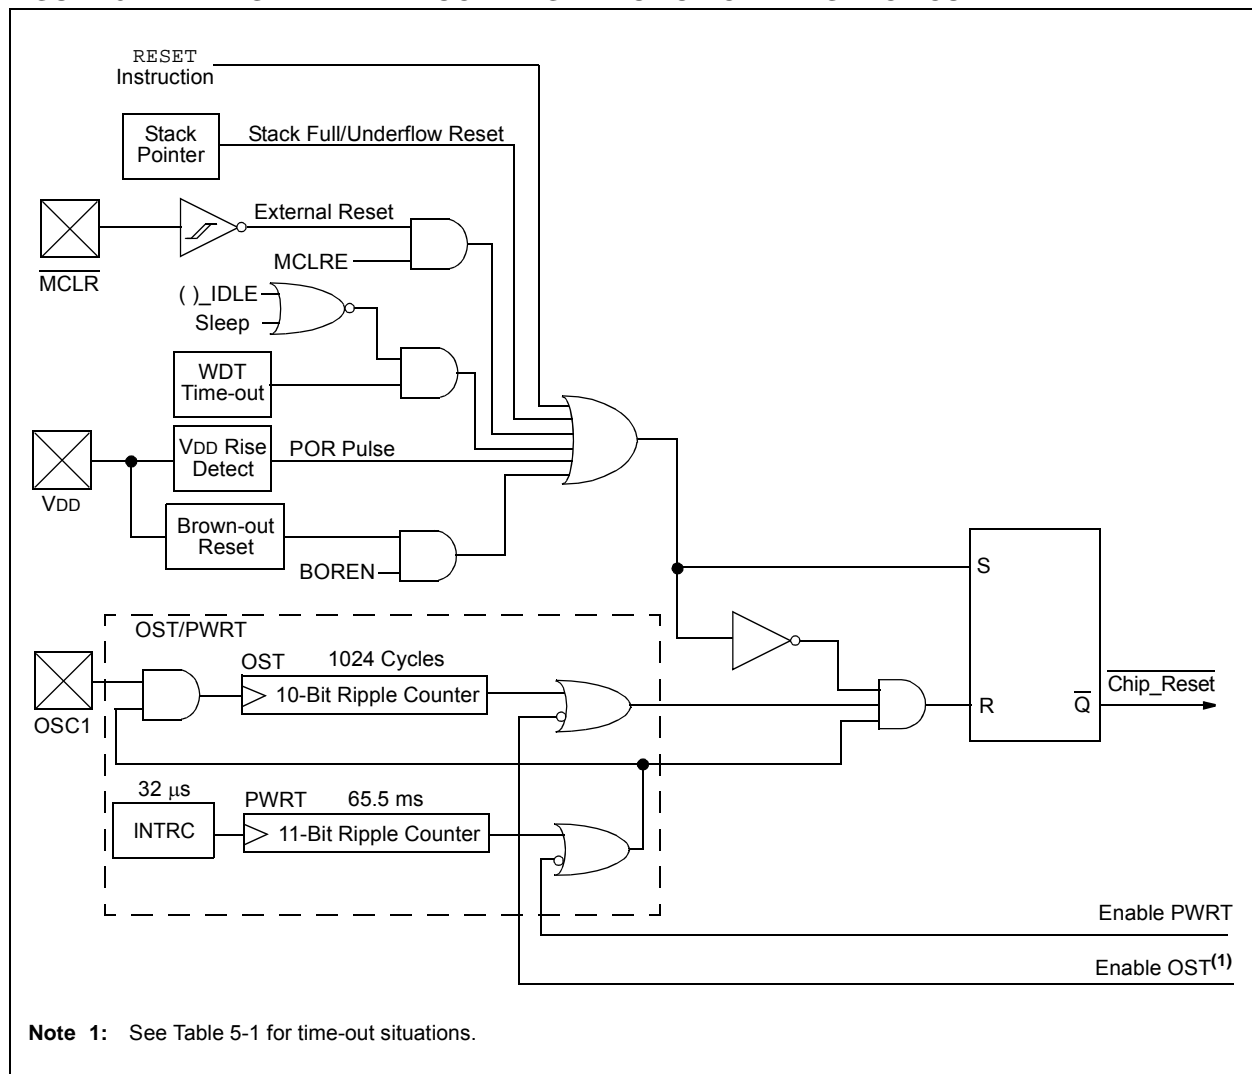 RESET
Instruction
Stack
Pointer
Stack Full/Underflow Reset
External Reset
MCLRE
MCLR
( )_IDLE
Sleep
WDT
Time-out
VDD Rise
Detect
POR Pulse
VDD
Brown-out
Reset
BOREN
S
OST/PWRT
OST
1024 Cycles
10-Bit Ripple Counter
OSC1
R
Q
Chip_Reset
32 μs
INTRC
PWRT
65.5 ms
11-Bit Ripple Counter
Enable PWRT
Enable OST(1)
Note 1: See Table 5-1 for time-out situations.